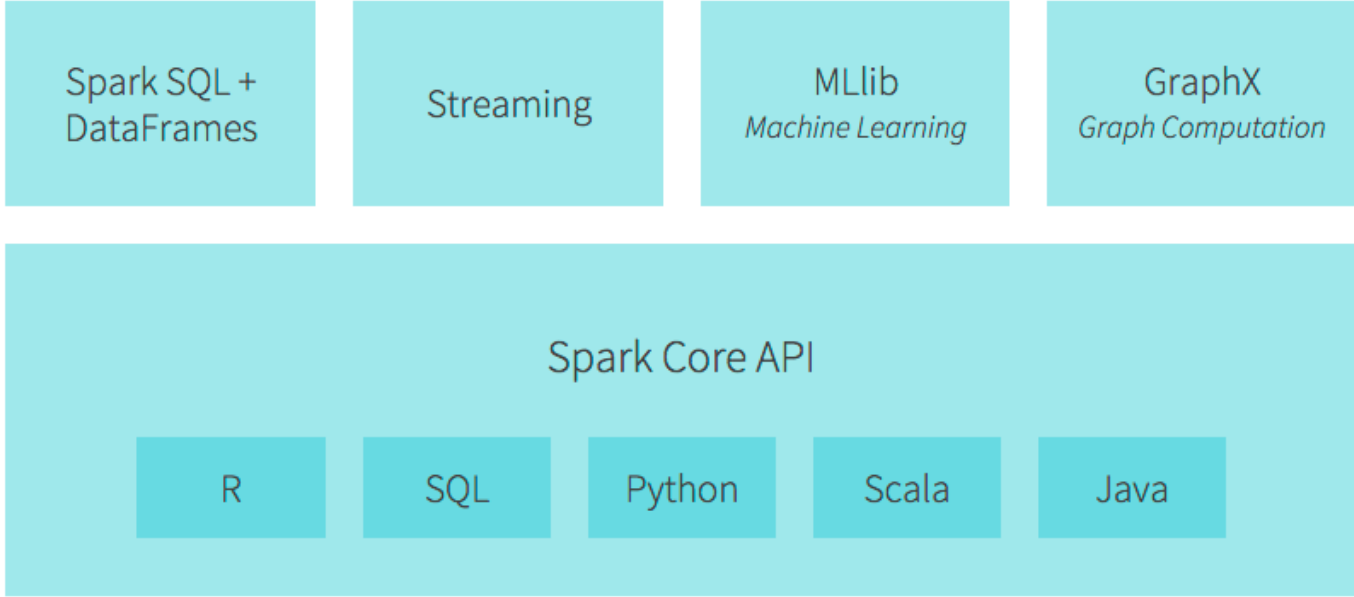 Spark SQL +
DataFrames
Streaming
MLlib
Machine Learning
GraphX
Graph Computation
Spark Core API
R
SQL
Python
Scala
Java